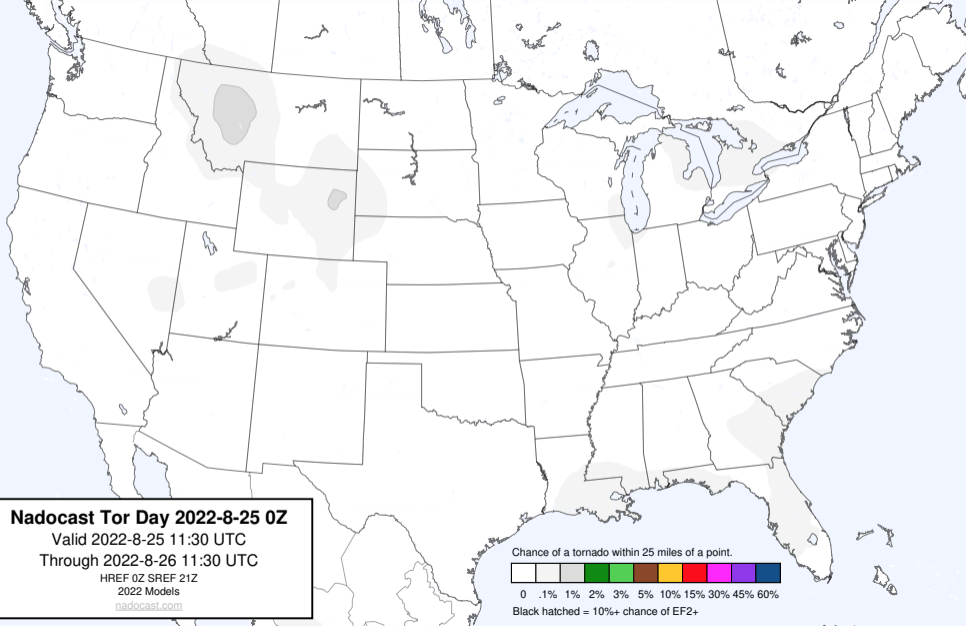 Nadocast Tor Day 2022-8-25 0Z
Valid 2022-8-25 11:30 UTC
Through 2022-8-26 11:30 UTC
HREF 0Z SREF 21Z
2022 Models
nadocast.com
Chance of a tornado within 25 miles of a point.
0 .1% 1% 2% 3% 5% 10% 15% 30% 45% 60%
Black hatched = 10%+ chance of EF2+